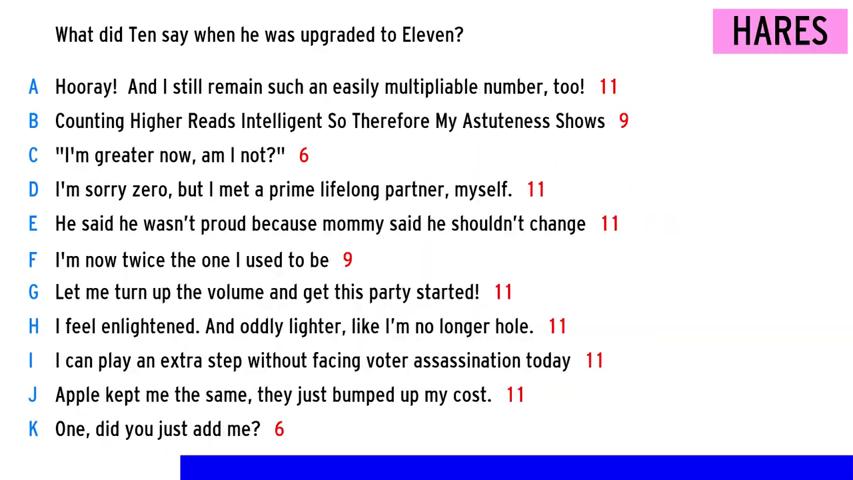 What did Ten say when he was upgraded to Eleven?
HARES
A Hooray! And I still remain such an easily multipliable number, too! 11
B Counting Higher Reads Intelligent So Therefore My Astuteness Shows 9
C "I'm greater now, am I not?" 6
D I'm sorry zero, but I met a prime lifelong partner, myself. 11
E He said he wasn't proud because mommy said he shouldn't change 11
F I'm now twice the one I used to be 9
G Let me turn up the volume and get this party started! 11
H I feel enlightened. And oddly lighter, like I'm no longer hole. 11
I I can play an extra step without facing voter assassination today 11
J Apple kept me the same, they just bumped up my cost. 11
K One, did you just add me? 6